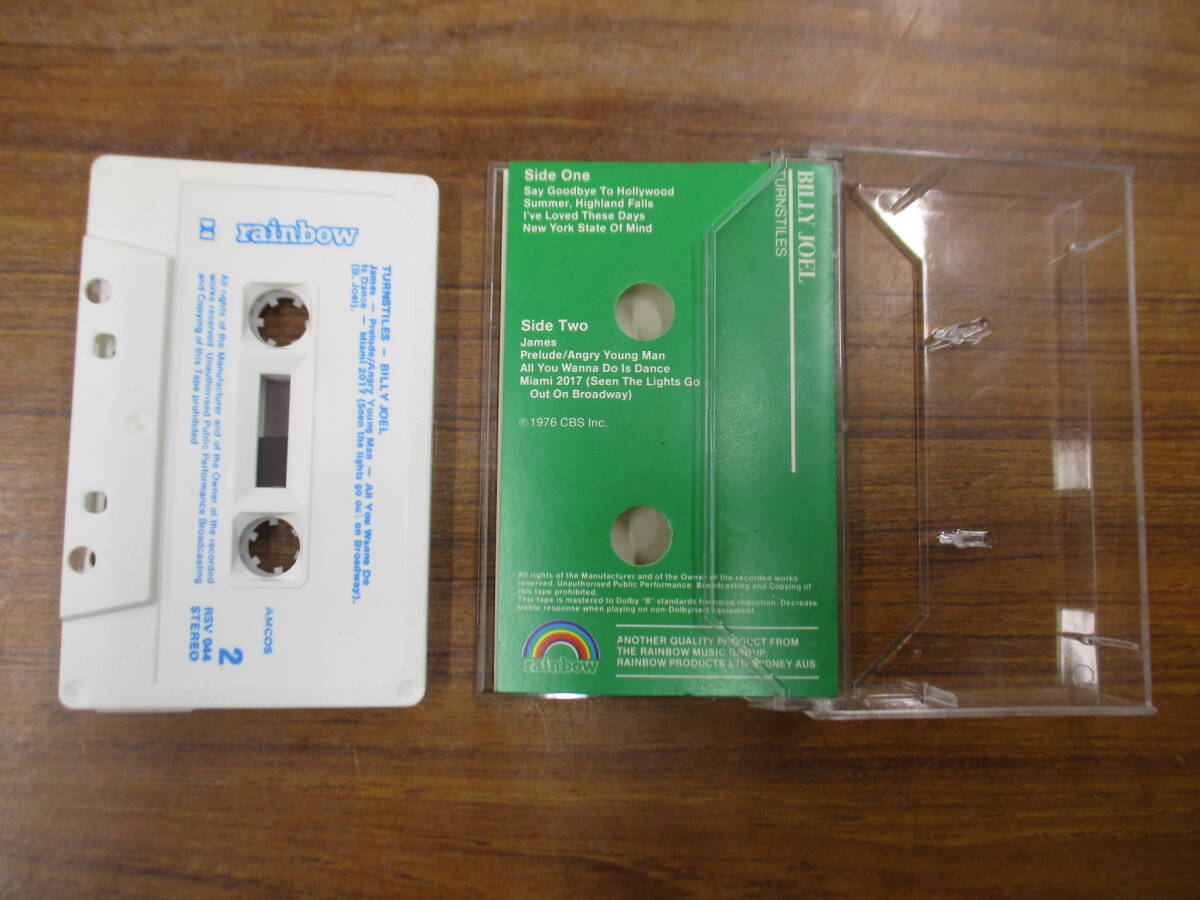 rainbow
TURNSTILES – BILLY JOEL
James – Prelude/Angry Young Man – All You Wanna Do
Is Dance – Miami 2017 (Seen the lights go out on Broadway).
(B. Joel).
All rights of the Manufacturer and of the Owner of the recorded
works reserved. Unauthorised Public Performance Broadcasting
and Copying of this Tape prohibited
AMCOS
2
RSV 044
STEREO
Side One
Say Goodbye To Hollywood
Summer, Highland Falls
I've Loved These Days
New York State Of Mind
Side Two
James
Prelude/Angry Young Man
All You Wanna Do Is Dance
Miami 2017 (Seen The Lights Go
Out On Broadway)
℗ 1976 CBS Inc.
All rights of the Manufacturer and of the Owner of the recorded works
reserved. Unauthorised Public Performance. Broadcasting and Copying of
this tape prohibited.
This tape is mastered to Dolby "B" standards for noise reduction. Decrease
treble response when playing on non-Dolbyised equipment.
rainbow
ANOTHER QUALITY PRODUCT FROM
THE RAINBOW MUSIC GROUP.
RAINBOW PRODUCTS LTD SYDNEY AUS.
BILLY JOEL
TURNSTILES